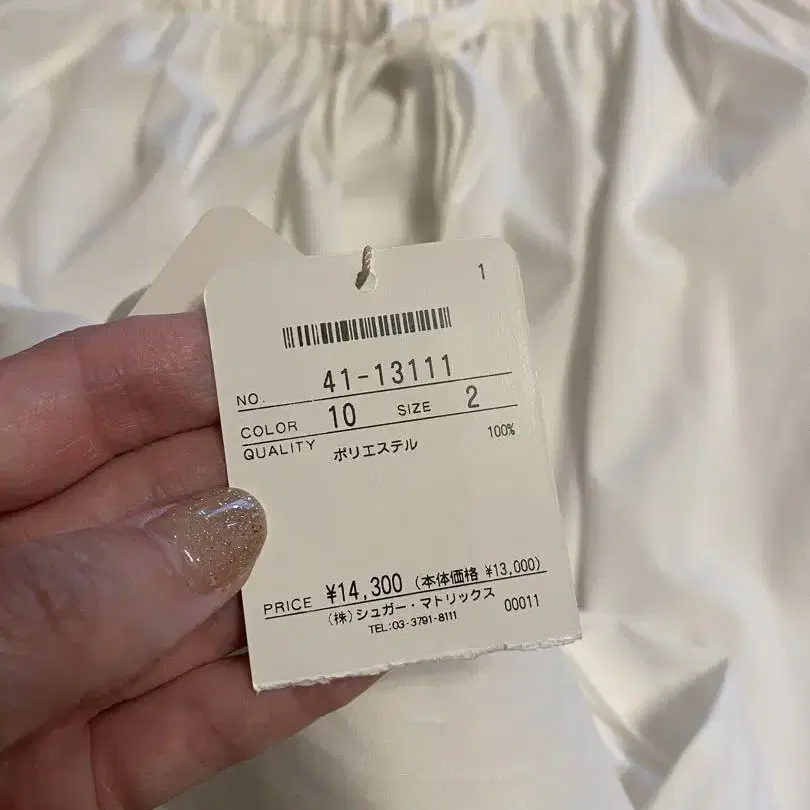 1
NO. 41-13111
COLOR 10 SIZE 2
QUALITY ポリエステル 100%
PRICE ¥14,300 (本体価格 ¥13,000)
(株)シュガー・マトリックス 00011
TEL:03-3791-8111